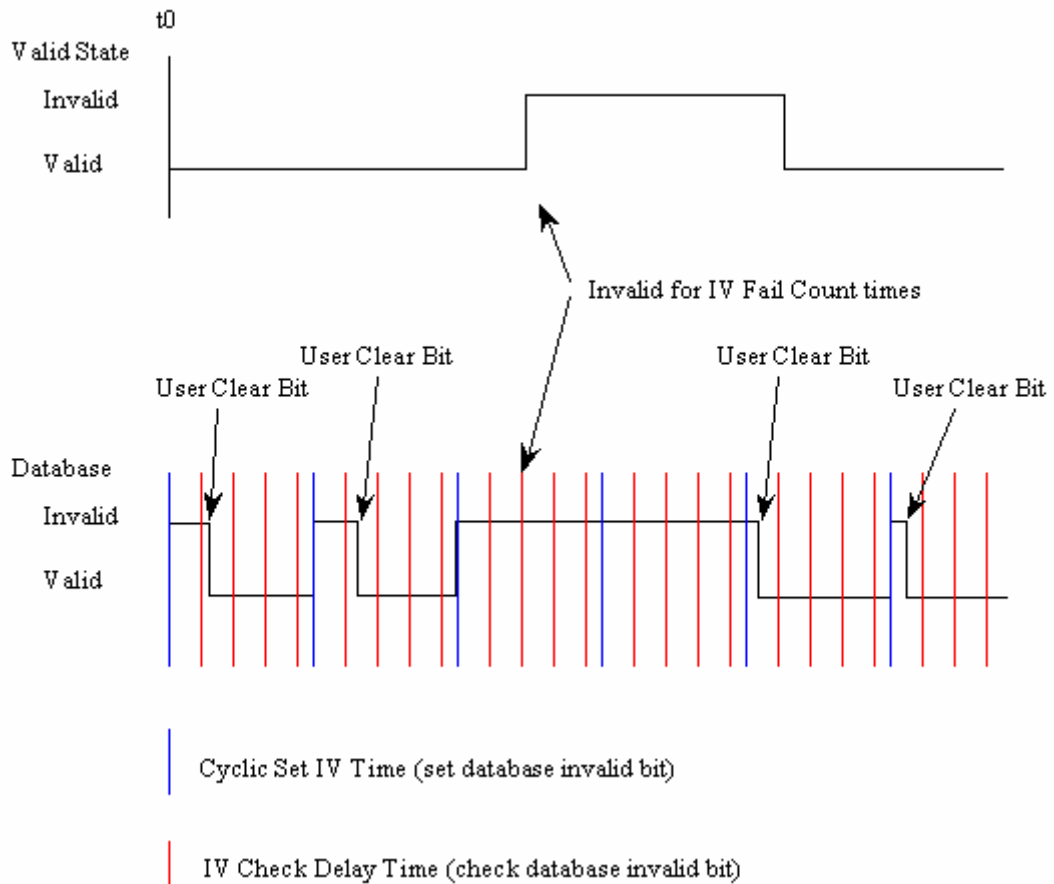 t0
Valid State
Invalid
Valid
Invalid for IV Fail Count times
User Clear Bit
User Clear Bit
User Clear Bit
User Clear Bit
Database
Invalid
Valid
Cyclic Set IV Time (set database invalid bit)
IV Check Delay Time (check database invalid bit)